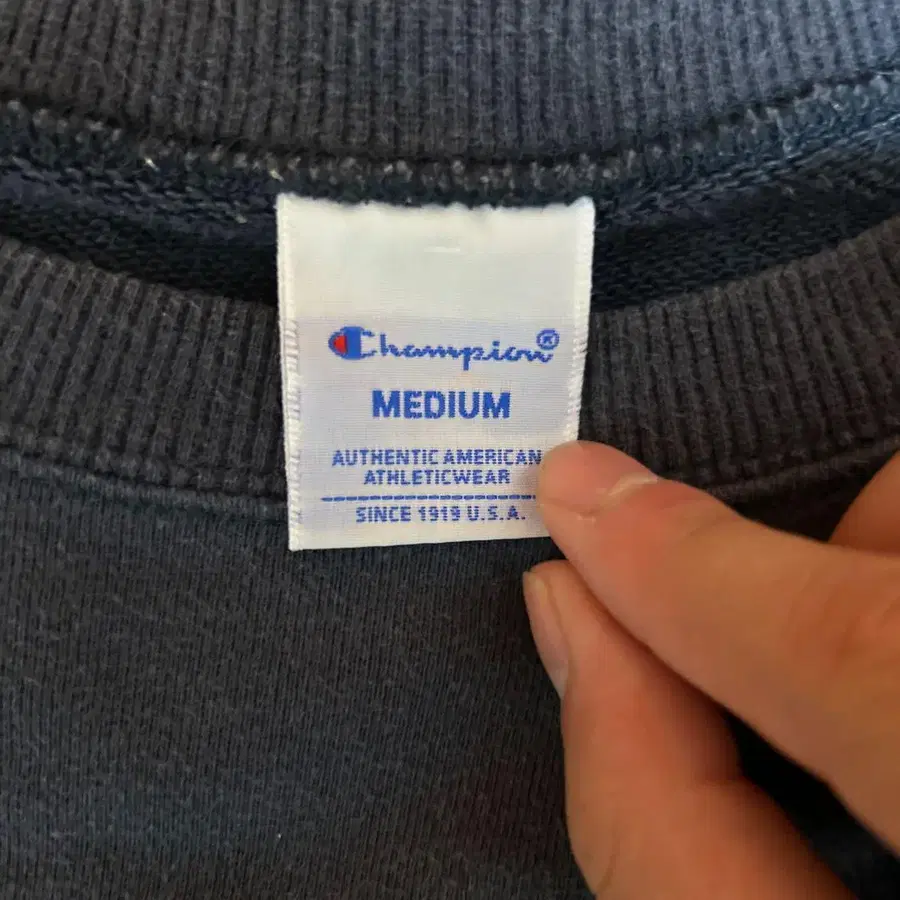 Champion®
MEDIUM
AUTHENTIC AMERICAN
ATHLETICWEAR
SINCE 1919 U.S.A.